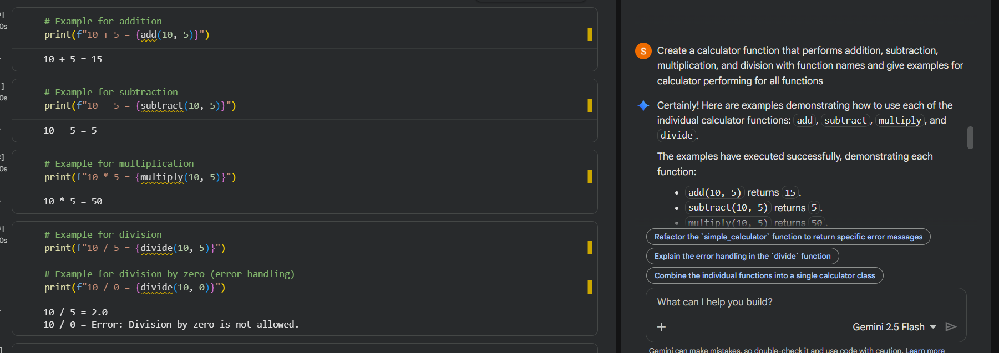 ]
0s
# Example for addition
print(f"10 + 5 = {add(10, 5)}")
10 + 5 = 15
]
0s
# Example for subtraction
print(f"10 - 5 = {subtract(10, 5)}")
10 - 5 = 5
]
0s
# Example for multiplication
print(f"10 * 5 = {multiply(10, 5)}")
10 * 5 = 50
]
0s
# Example for division
print(f"10 / 5 = {divide(10, 5)}")
# Example for division by zero (error handling)
print(f"10 / 0 = {divide(10, 0)}")
10 / 5 = 2.0
10 / 0 = Error: Division by zero is not allowed.
]
S
Create a calculator function that performs addition, subtraction,
multiplication, and division with function names and give examples for
calculator performing for all functions
Certainly! Here are examples demonstrating how to use each of the
individual calculator functions: add, subtract, multiply, and
divide.
The examples have executed successfully, demonstrating each
function:
• add(10, 5) returns 15.
• subtract(10, 5) returns 5.
• multiply(10, 5) returns 50.
Refactor the `simple_calculator` function to return specific error messages
Explain the error handling in the `divide` function
Combine the individual functions into a single calculator class
What can I help you build?
+
Gemini 2.5 Flash
Gemini can make mistakes, so double-check it and use code with caution. Learn more